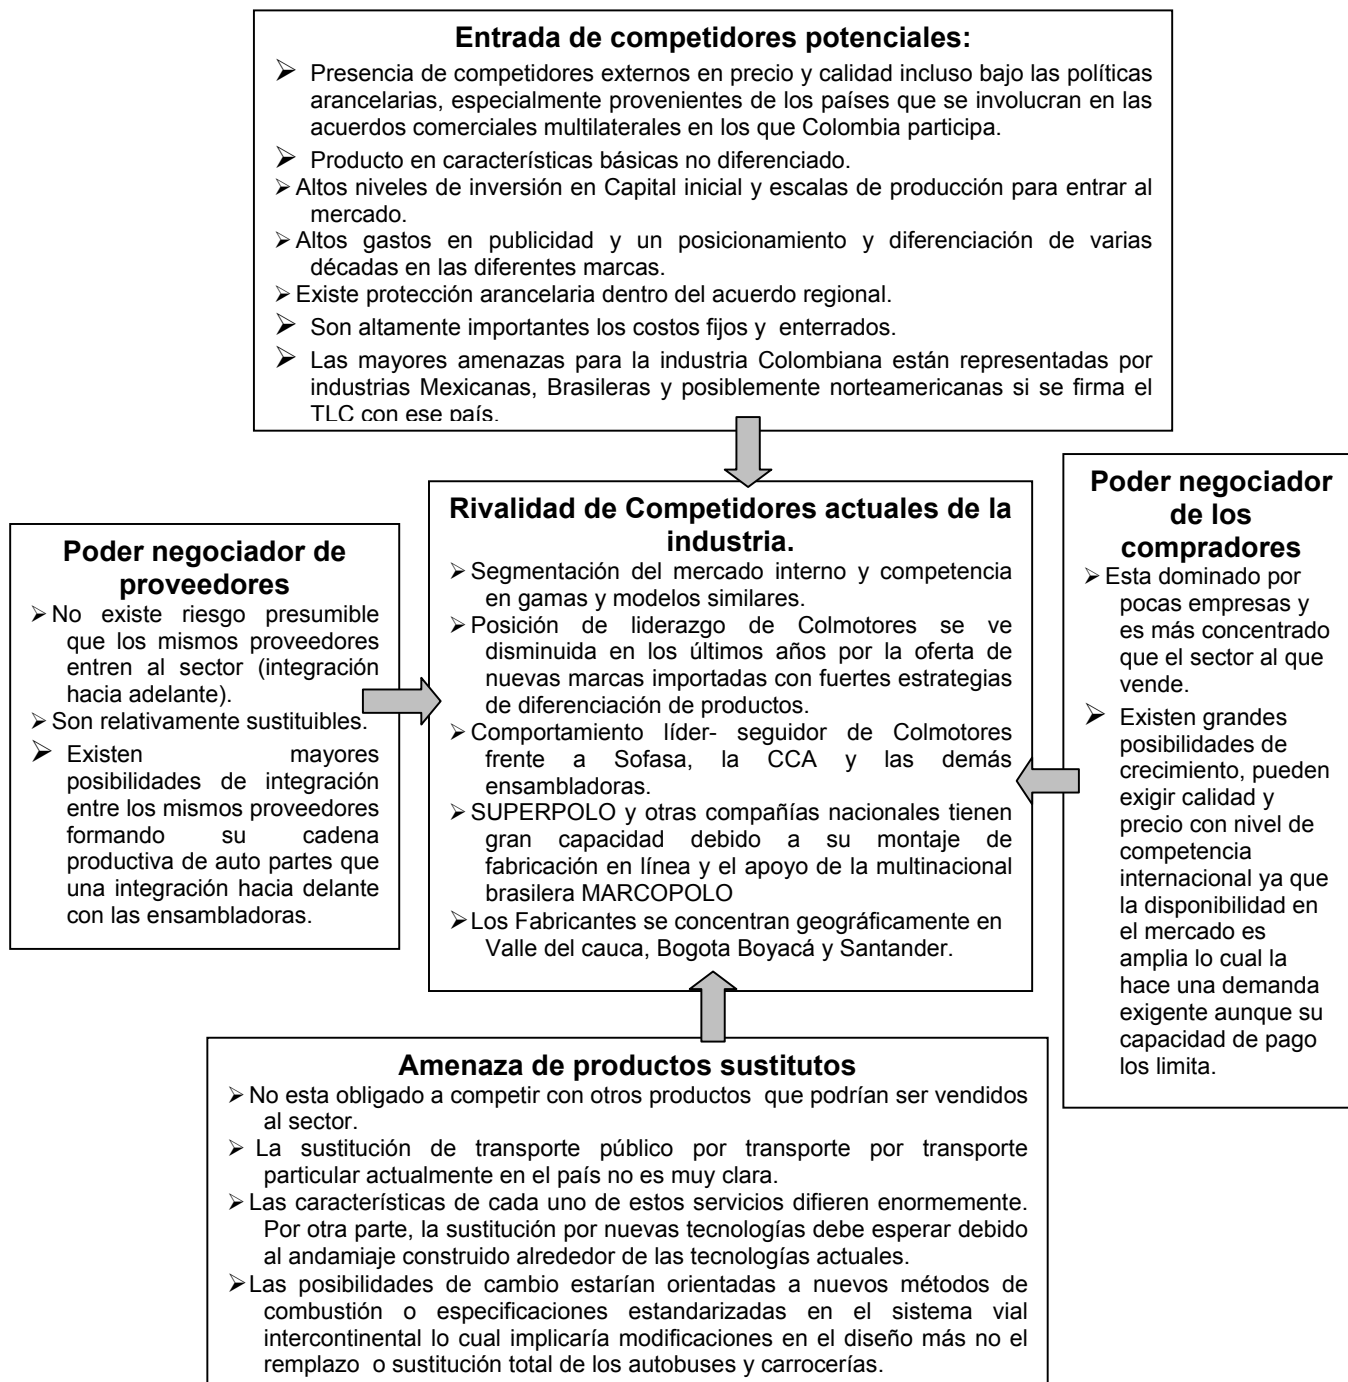 Entrada de competidores potenciales:
➢ Presencia de competidores externos en precio y calidad incluso bajo las políticas
arancelarias, especialmente provenientes de los países que se involucran en las
acuerdos comerciales multilaterales en los que Colombia participa.
➢ Producto en características básicas no diferenciado.
➢ Altos niveles de inversión en Capital inicial y escalas de producción para entrar al
mercado.
➢ Altos gastos en publicidad y un posicionamiento y diferenciación de varias
décadas en las diferentes marcas.
➢ Existe protección arancelaria dentro del acuerdo regional.
➢ Son altamente importantes los costos fijos y enterrados.
➢ Las mayores amenazas para la industria Colombiana están representadas por
industrias Mexicanas, Brasileras y posiblemente norteamericanas si se firma el
TLC con ese país.
Poder negociador de
proveedores
➢ No existe riesgo presumible
que los mismos proveedores
entren al sector (integración
hacia adelante).
➢ Son relativamente sustituibles.
➢ Existen mayores
posibilidades de integración
entre los mismos proveedores
formando su cadena
productiva de auto partes que
una integración hacia delante
con las ensambladoras.
Rivalidad de Competidores actuales de la
industria.
➢ Segmentación del mercado interno y competencia
en gamas y modelos similares.
➢ Posición de liderazgo de Colmotores se ve
disminuida en los últimos años por la oferta de
nuevas marcas importadas con fuertes estrategias
de diferenciación de productos.
➢ Comportamiento líder- seguidor de Colmotores
frente a Sofasa, la CCA y las demás
ensambladoras.
➢ SUPERPOLO y otras compañías nacionales tienen
gran capacidad debido a su montaje de
fabricación en línea y el apoyo de la multinacional
brasilera MARCOPOLO
➢ Los Fabricantes se concentran geográficamente en
Valle del cauca, Bogota Boyacá y Santander.
Poder negociador
de los
compradores
➢ Esta dominado por
pocas empresas y
es más concentrado
que el sector al que
vende.
➢ Existen grandes
posibilidades de
crecimiento, pueden
exigir calidad y
precio con nivel de
competencia
internacional ya que
la disponibilidad en
el mercado es
amplia lo cual la
hace una demanda
exigente aunque su
capacidad de pago
los limita.
Amenaza de productos sustitutos
➢ No esta obligado a competir con otros productos que podrían ser vendidos
al sector.
➢ La sustitución de transporte público por transporte por transporte
particular actualmente en el país no es muy clara.
➢ Las características de cada uno de estos servicios difieren enormemente.
Por otra parte, la sustitución por nuevas tecnologías debe esperar debido
al andamiaje construido alrededor de las tecnologías actuales.
➢ Las posibilidades de cambio estarían orientadas a nuevos métodos de
combustión o especificaciones estandarizadas en el sistema vial
intercontinental lo cual implicaría modificaciones en el diseño más no el
remplazo o sustitución total de los autobuses y carrocerías.